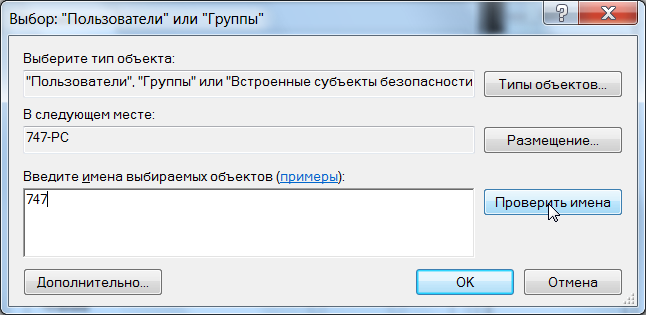 Выбор: "Пользователи" или "Группы"
Выберите тип объекта:
"Пользователи", "Группы" или "Встроенные субъекты безопасности
Типы объектов...
В следующем месте:
747-PC
Размещение...
Введите имена выбираемых объектов (примеры):
747
Проверить имена
Дополнительно...
OK
Отмена